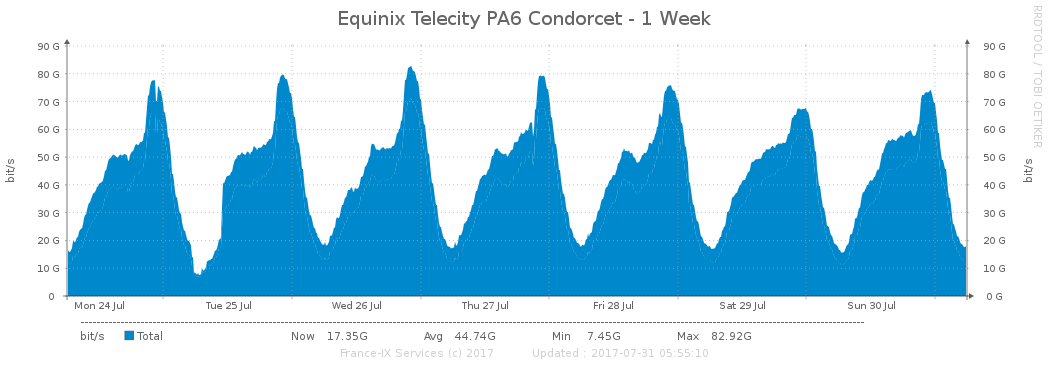 Equinix Telecity PA6 Condorcet - 1 Week
RRDTOOL / TOBI OETIKER
90 G 90 G
80 G 80 G
70 G 70 G
60 G 60 G
50 G 50 G
40 G 40 G
30 G 30 G
20 G 20 G
10 G 10 G
0 0 G
bit/s
bit/s
Mon 24 Jul Tue 25 Jul Wed 26 Jul Thu 27 Jul Fri 28 Jul Sat 29 Jul Sun 30 Jul
bit/s Total Now 17.35G Avg 44.74G Min 7.45G Max 82.92G
France-IX Services (c) 2017 Updated : 2017-07-31 05:55:10